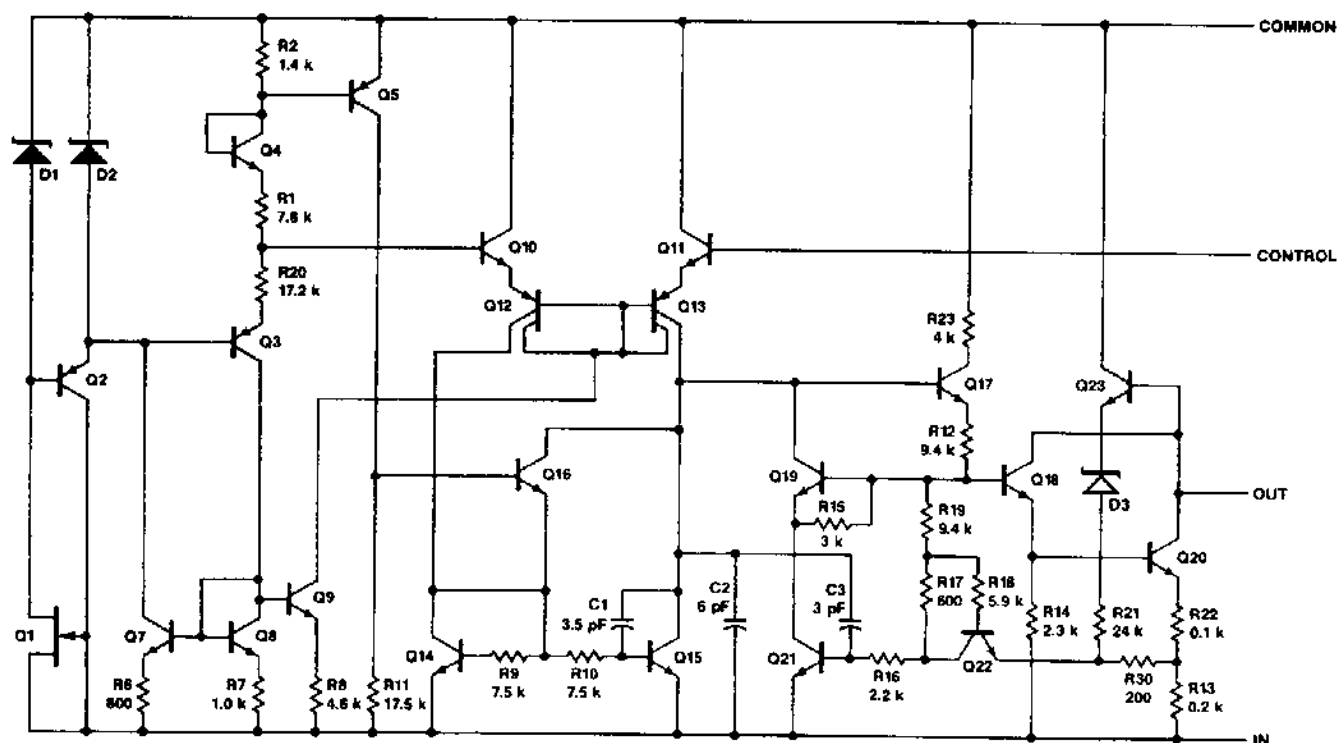 COMMON
R2
1.4 k
Q5
Q4
D1
D2
R1
7.8 k
Q10
Q11
CONTROL
R20
17.2 k
Q12
Q13
R23
4 k
Q3
Q2
Q17
Q23
R12
9.4 k
Q16
Q19
Q18
R15
3 k
R19
9.4 k
D3
OUT
Q20
C1
3.5 pF
C2
6 pF
C3
3 pF
R17
600
R18
5.9 k
R14
2.3 k
R21
24 k
R22
0.1 k
Q1
Q7
Q8
Q9
Q14
R9
7.5 k
R10
7.5 k
Q15
Q21
R16
2.2 k
Q22
R30
200
R13
0.2 k
R6
600
R7
1.0 k
R8
4.8 k
R11
17.5 k
IN